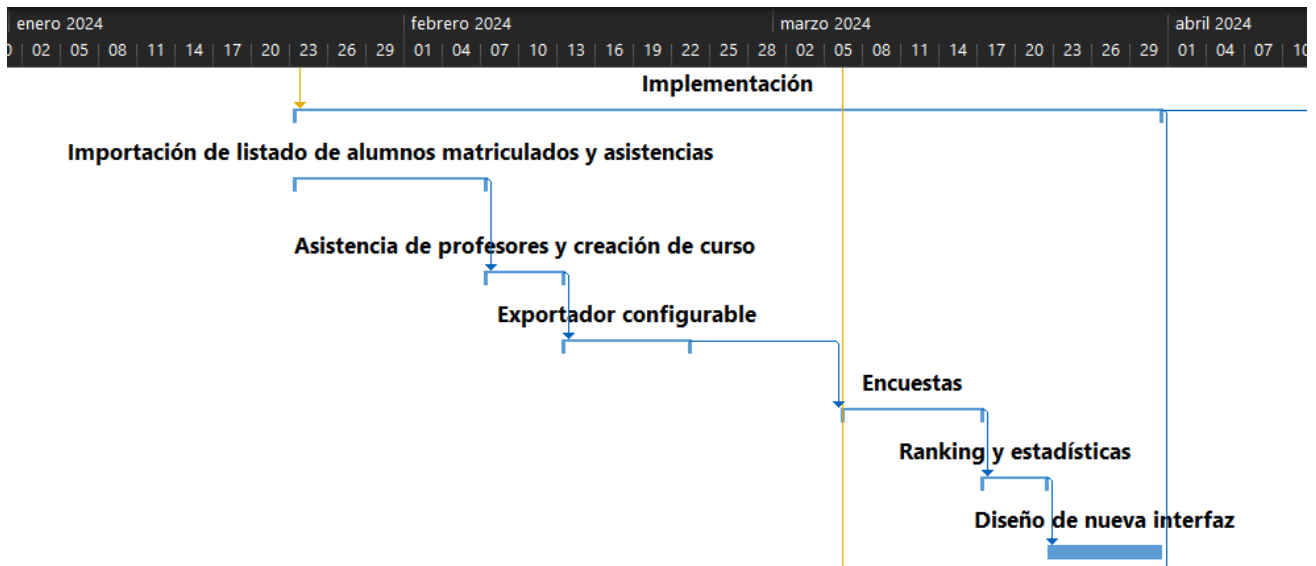 enero 2024 febrero 2024 marzo 2024 abril 2024
02 05 08 11 14 17 20 23 26 29 01 04 07 10 13 16 19 22 25 28 02 05 08 11 14 17 20 23 26 29 01 04 07 10
Implementación
Importación de listado de alumnos matriculados y asistencias
Asistencia de profesores y creación de curso
Exportador configurable
Encuestas
Ranking y estadísticas
Diseño de nueva interfaz